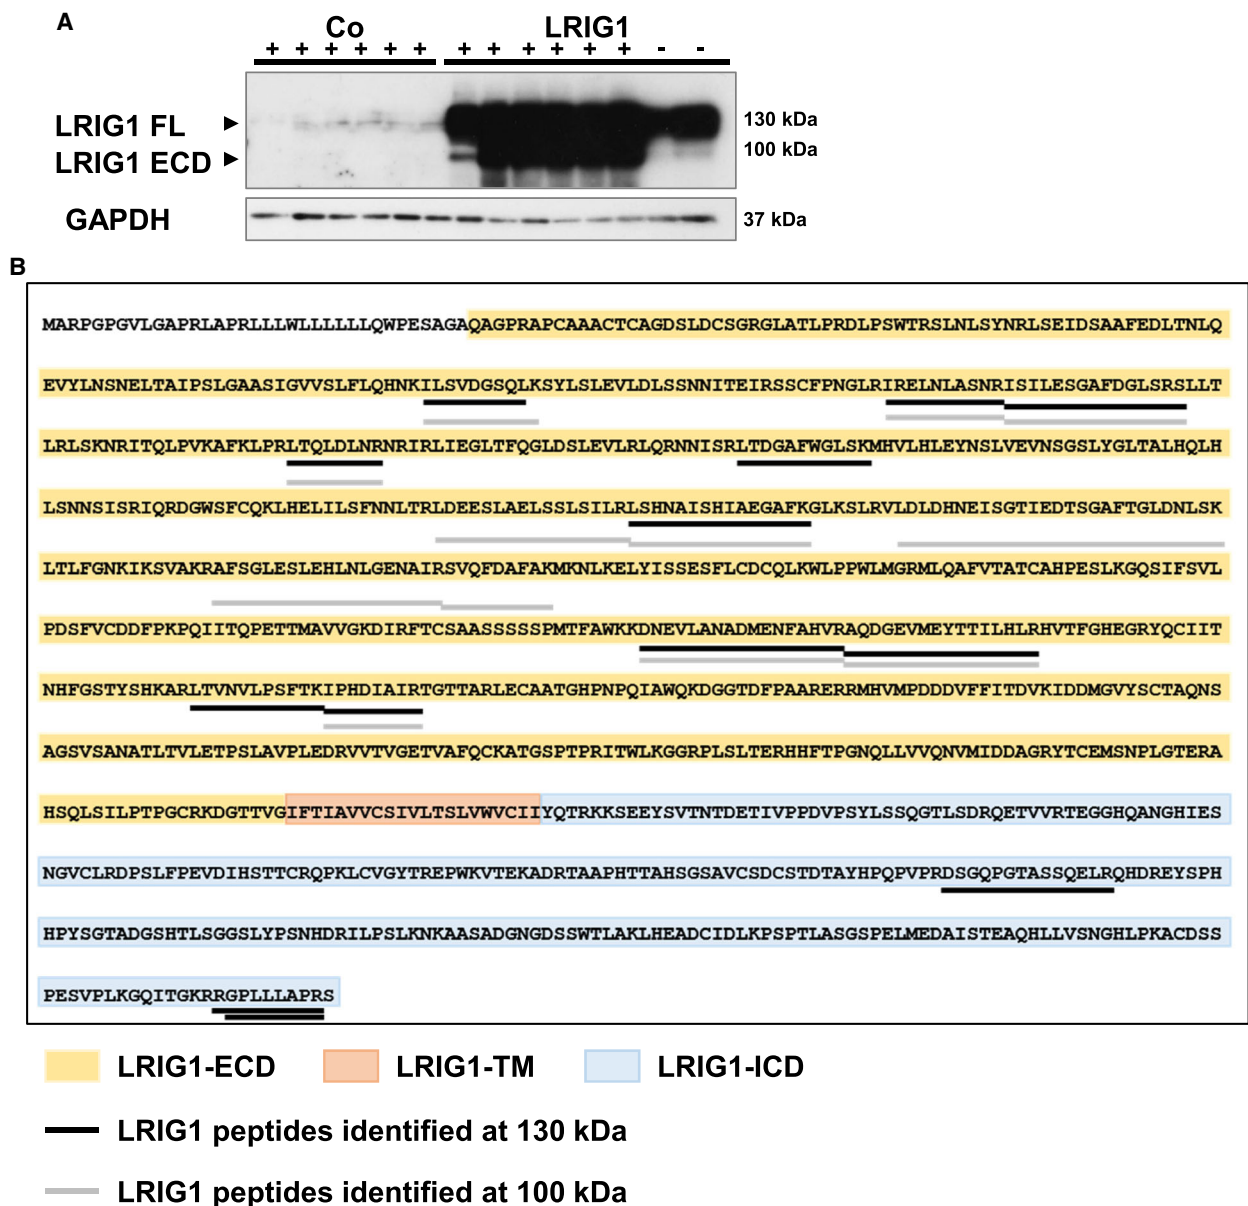 A
Co LRIG1
+ + + + + + + + + + + + - -
LRIG1 FL 130 kDa
LRIG1 ECD 100 kDa
GAPDH 37 kDa
B
MARPGPGVLGAPRLAPRLLLWLLLLLLQWPESAGAQAGPRAPCAAACTCAGDSLDCSGRGLATLPRDLPSWTRSLNLSYNRLSEIDSAAFEDLTNLQ
EVYLNSNELTAIPSLGAASIGVVSLFLQHNKILSVDGSQLKSYLSLEVLDLSSNNITEIRSSCFPNGLRIRELNLASNRISILESGAFDGLSRSLLT
LRLSKNRITQLPVKAFKLPRLTQLDLNRNRIRLIEGLTFQGLDSLEVLRLQRNNISRLTDGAFWGLSKMHVLHLEYNSLVEVNSGSLYGLTALHQLH
LSNNSISRIQRDGWSFCQKLHELILSFNNLTRLDEESLAELSSLSILRLSHNAISHIAEGAFKGLKSLRVLDLDHNEISGTIEDTSGAFTGLDNLSK
LTLFGNKIKSVAKRAFSGLESLEHLNLGENAIRSVQFDAFAKMKNLKELYISSESFLCDCQLKWLPPWLMGRMLQAFVTATCAHPESLKGQSIFSVL
PDSFVCDDFPKPQIITQPETTMAVVGKDIRFTCSAASSSSSPMTFAWKKDNEVLANADMENFAHVRAQDGEVMEYTTILHLRHVTFGHEGRYQCIIT
NHFGSTYSHKARLTVNVLPSFTKIPHDIAIRTGTTARLECAATGHPNPQIAWQKDGGTDFPAARERRMHVMPDDDVFFITDVKIDDMGVYSCTAQNS
AGSVSANATLTVLETPSLAVPLEDRVVTVGETVAFQCKATGSPTPRITWLKGGRPLSLTERHHFTPGNQLLVVQNVMIDDAGRYTCEMSNPLGTERA
HSQLSILPTPGCRKDGTTVGIFTIAVVCSIVLTSLVWVCIIYQTRKKSEEYSVTNTDETIVPPDVPSYLSSQGTLSDRQETVVRTEGGHQANGHIES
NGVCLRDPSLFPEVDIHSTTCRQPKLCVGYTREPWKVTEKADRTAAPHTTAHSGSAVCSDCSTDTAYHPQPVPRDSGQPGTASSQELRQHDREYSPH
HPYSGTADGSHTLSGGSLYPSNHDRILPSLKNKAASADGNGDSSWTLAKLHEADCIDLKPSPTLASGSPELMEDAISTEAQHLLVSNGHLPKACDSS
PESVPLKGQITGKRRGPLLLAPRS
LRIG1-ECD LRIG1-TM LRIG1-ICD
LRIG1 peptides identified at 130 kDa
LRIG1 peptides identified at 100 kDa